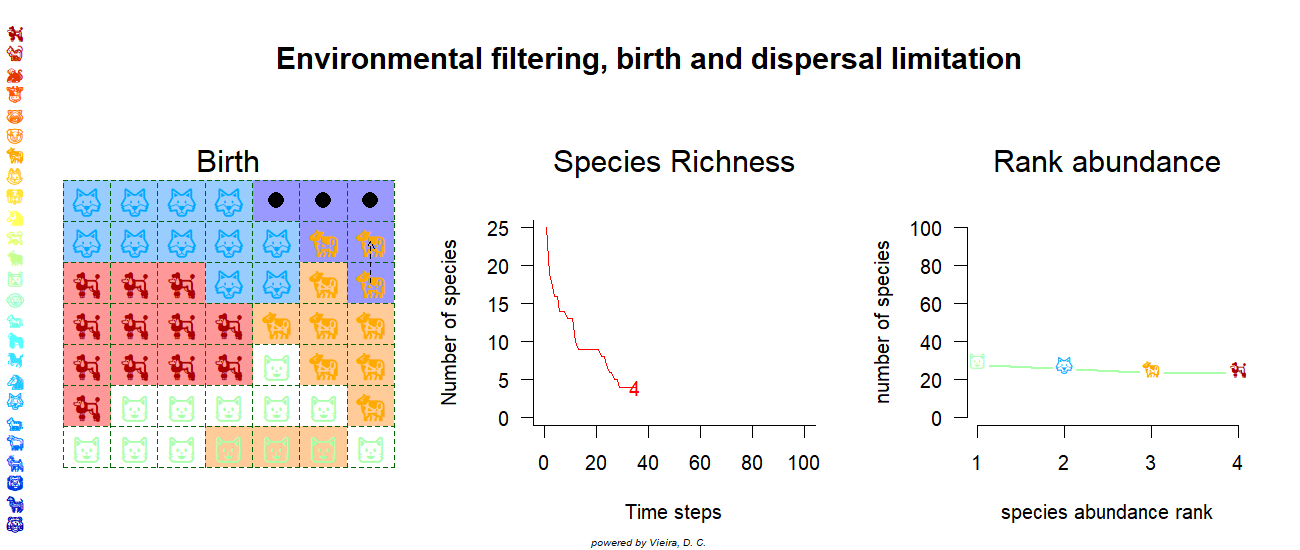 Environmental filtering, birth and dispersal limitation
Birth
Species Richness
Rank abundance
Number of species
25
20
15
10
5
0
4
0 20 40 60 80 100
Time steps
number of species
100
80
60
40
20
0
1 2 3 4
species abundance rank
powered by Vieira, D. C.